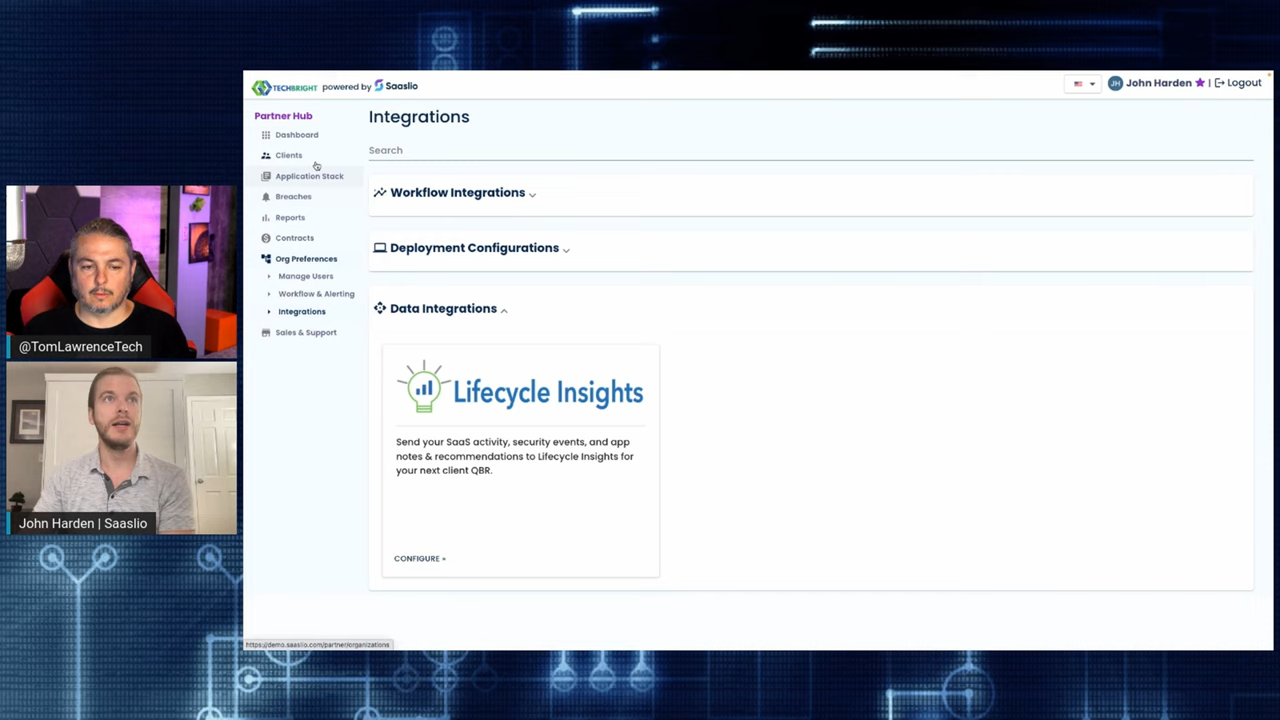 TECHBRIGHT powered by Saaslio
JH John Harden | Logout
Partner Hub
Dashboard
Clients
Application Stack
Breaches
Reports
Contracts
Org Preferences
Manage Users
Workflow & Alerting
Integrations
Sales & Support
Integrations
Search
Workflow Integrations
Deployment Configurations
Data Integrations
Lifecycle Insights
Send your SaaS activity, security events, and app
notes & recommendations to Lifecycle Insights for
your next client QBR.
CONFIGURE +
https://demo.saaslio.com/partner/organizations
@TomLawrenceTech
John Harden | Saaslio